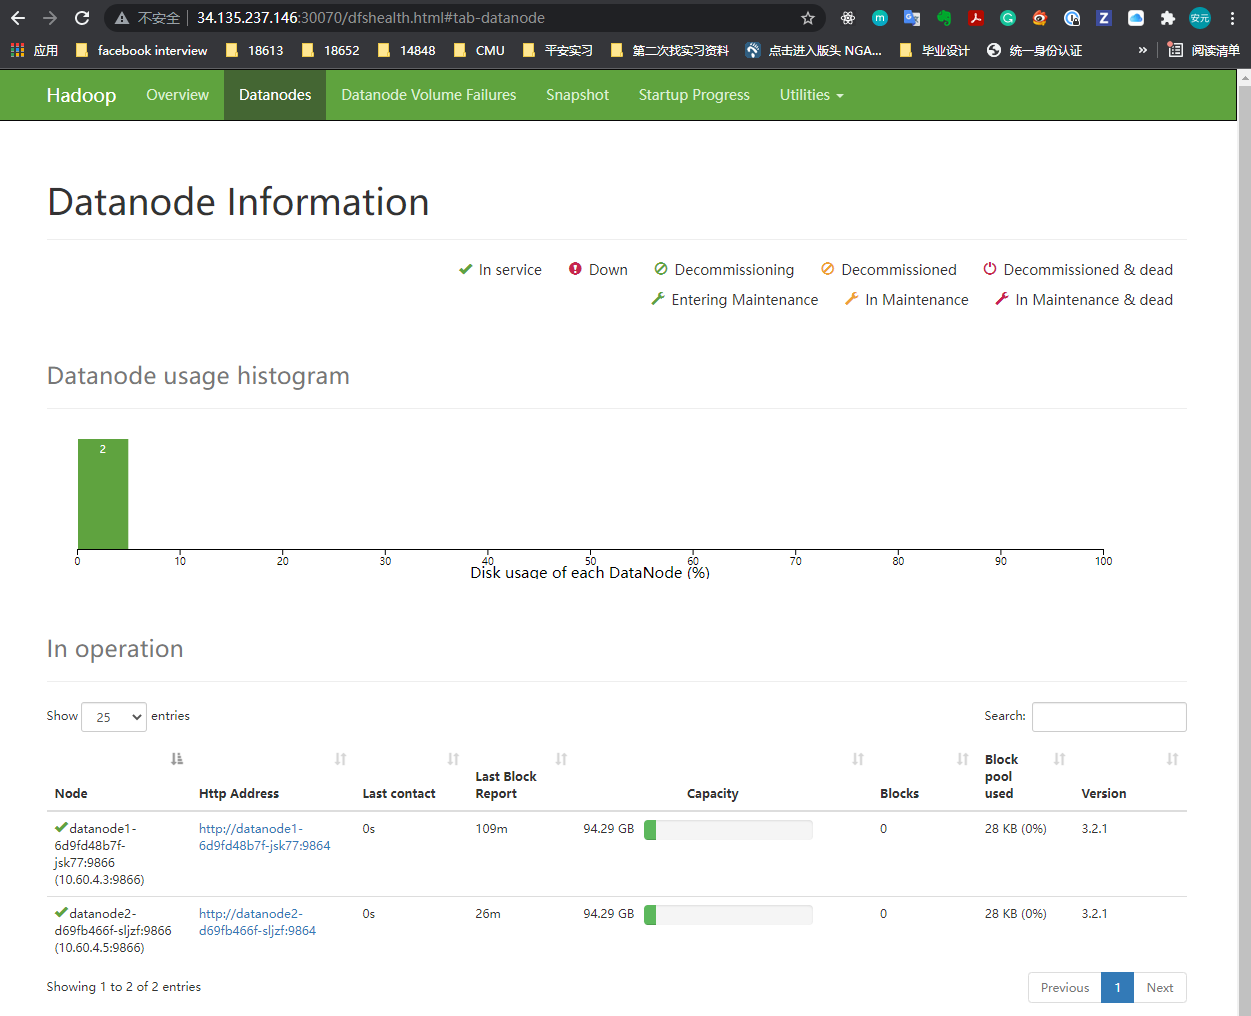 不安全 34.135.237.146:30070/dfshealth.html#tab-datanode
应用 facebook interview 18613 18652 14848 CMU 平安实习 第二次找实习资料 点击进入版头 NGA... 毕业设计 统一身份认证 » 阅读清单
Hadoop Overview Datanodes Datanode Volume Failures Snapshot Startup Progress Utilities
Datanode Information
In service Down Decommissioning Decommissioned Decommissioned & dead
Entering Maintenance In Maintenance In Maintenance & dead
Datanode usage histogram
2
0 10 20 30 40 50 60 70 80 90 100
Disk usage of each DataNode (%)
In operation
Show 25 entries Search:
Node Http Address Last contact Last Block Report Capacity Blocks Block pool used Version
datanode1-6d9fd48b7f-jsk77:9866 (10.60.4.3:9866) http://datanode1-6d9fd48b7f-jsk77:9864 0s 109m 94.29 GB 0 28 KB (0%) 3.2.1
datanode2-d69fb466f-sljzf:9866 (10.60.4.5:9866) http://datanode2-d69fb466f-sljzf:9864 0s 26m 94.29 GB 0 28 KB (0%) 3.2.1
Showing 1 to 2 of 2 entries Previous 1 Next